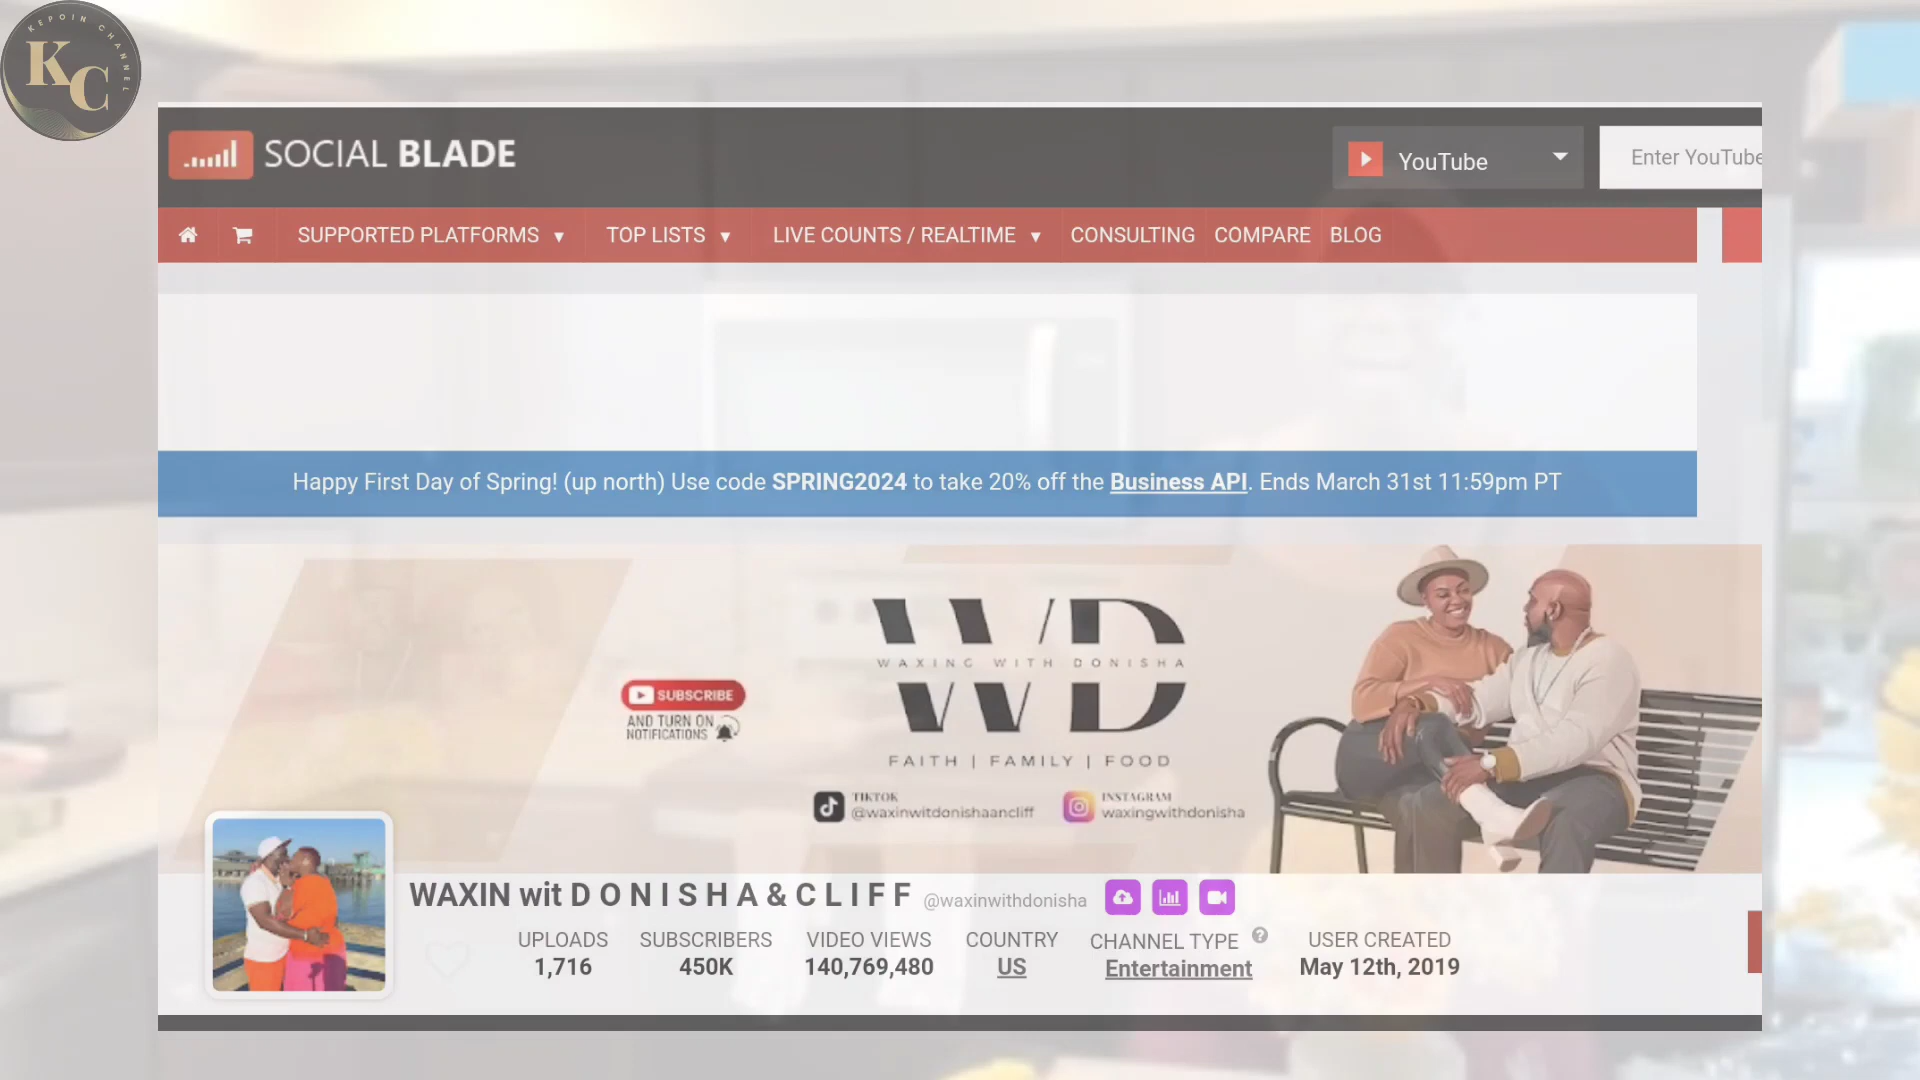 KEPOIN CHANNEL
KC
SOCIAL BLADE
YouTube
Enter YouTube
SUPPORTED PLATFORMS
TOP LISTS
LIVE COUNTS / REALTIME
CONSULTING
COMPARE
BLOG
Happy First Day of Spring! (up north) Use code SPRING2024 to take 20% off the Business API. Ends March 31st 11:59pm PT
WD
WAXING WITH DONISHA
WD
SUBSCRIBE
AND TURN ON
NOTIFICATIONS
FAITH | FAMILY | FOOD
TIKTOK
@waxinwitdonishaancliff
INSTAGRAM
waxingwithdonisha
WAXIN wit D O N I S H A & C L I F F @waxinwithdonisha
UPLOADS
1,716
SUBSCRIBERS
450K
VIDEO VIEWS
140,769,480
COUNTRY
US
CHANNEL TYPE ?
Entertainment
USER CREATED
May 12th, 2019